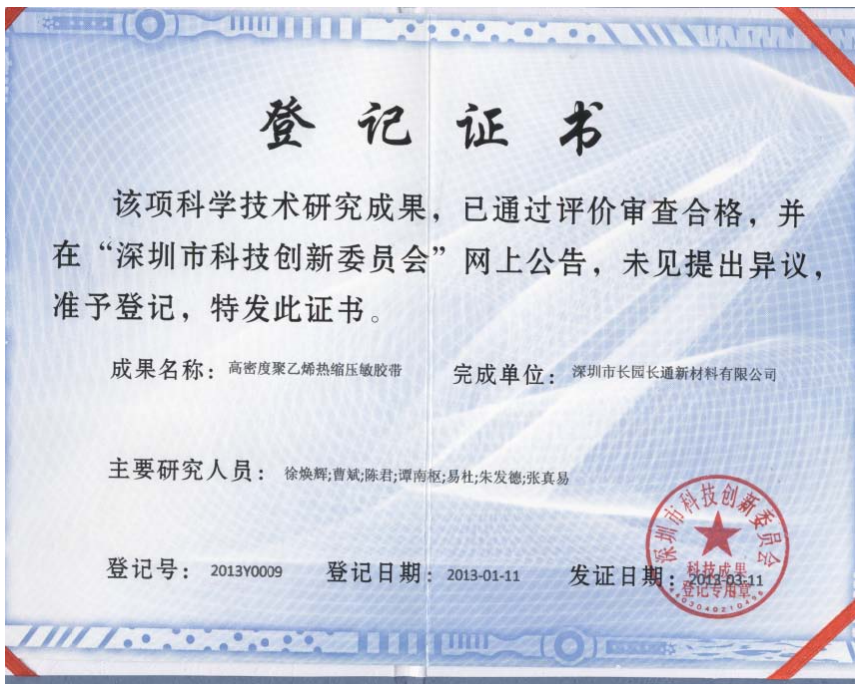 登记证书
该项科学技术研究成果，已通过评价审查合格，并
在“深圳市科技创新委员会”网上公告，未见提出异议，
准予登记，特发此证书。
成果名称：高密度聚乙烯热缩压敏胶带 完成单位：深圳市长园长通新材料有限公司
主要研究人员：徐焕辉;曹斌;陈君;谭南枢;易杜;朱发德;张真易
登记号：2013Y0009 登记日期：2013-01-11 发证日期：2013-03-11
深圳市科技创新委员会
科技成果
登记专用章